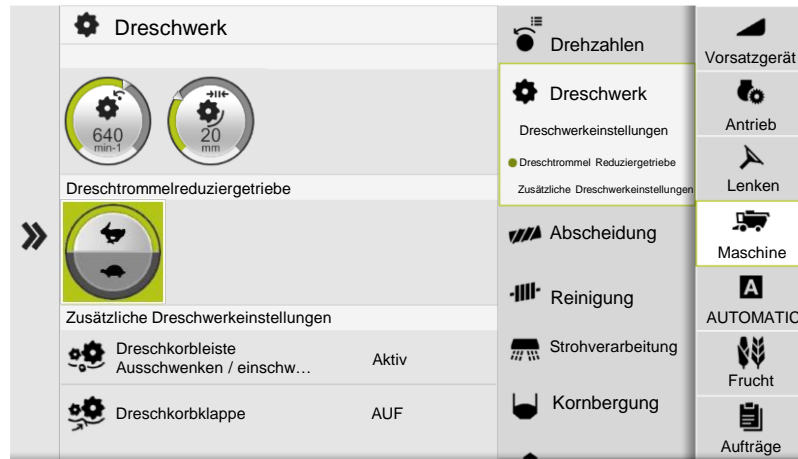 Dreschwerk
640
min-1
20
mm
Dreschtrommelreduziergetriebe
Zusätzliche Dreschwerkeinstellungen
Dreschkorbleiste
Ausschwenken / einschw…
Aktiv
Dreschkorbklappe
AUF
Drehzahlen
Dreschwerk
Dreschwerkeinstellungen
Dreschtrommel Reduziergetriebe
Zusätzliche Dreschwerkeinstellungen
Abscheidung
Reinigung
Strohverarbeitung
Kornbergung
Vorsatzgerät
Antrieb
Lenken
Maschine
A
AUTOMATIC
Frucht
Aufträge